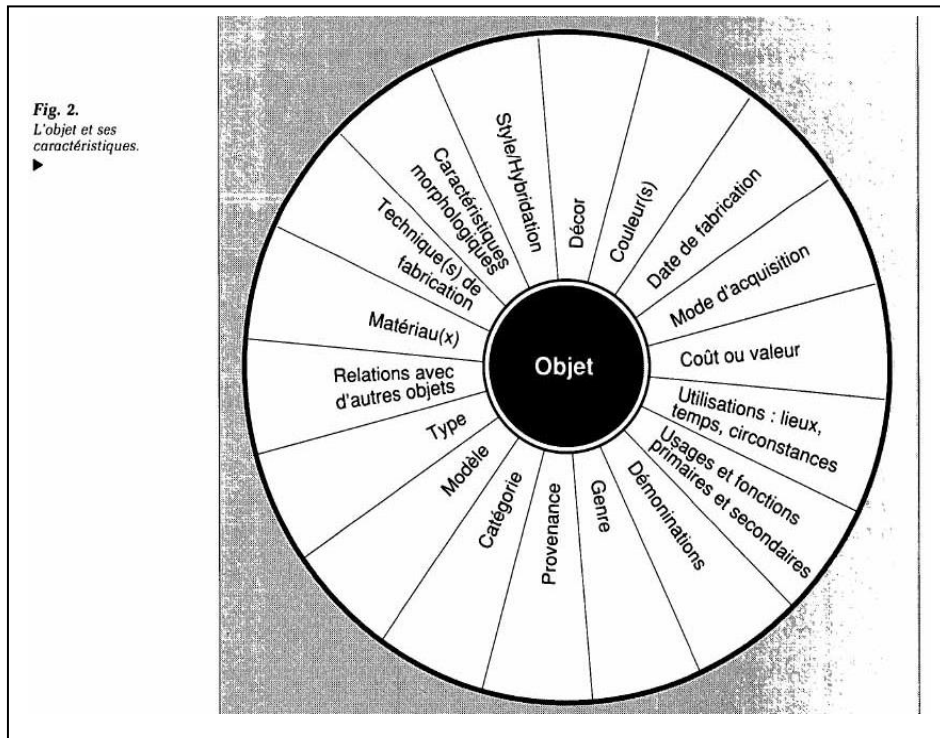 Fig. 2.
L'objet et ses
caractéristiques.
Objet
Style/Hybridation
Décor
Couleur(s)
Date de fabrication
Mode d'acquisition
Coût ou valeur
Utilisations : lieux,
temps, circonstances
Usages et fonctions
primaires et secondaires
Démoninations
Genre
Provenance
Catégorie
Modèle
Type
Relations avec
d'autres objets
Matériau(x)
Technique(s) de
fabrication
Caractéristiques
morphologiques